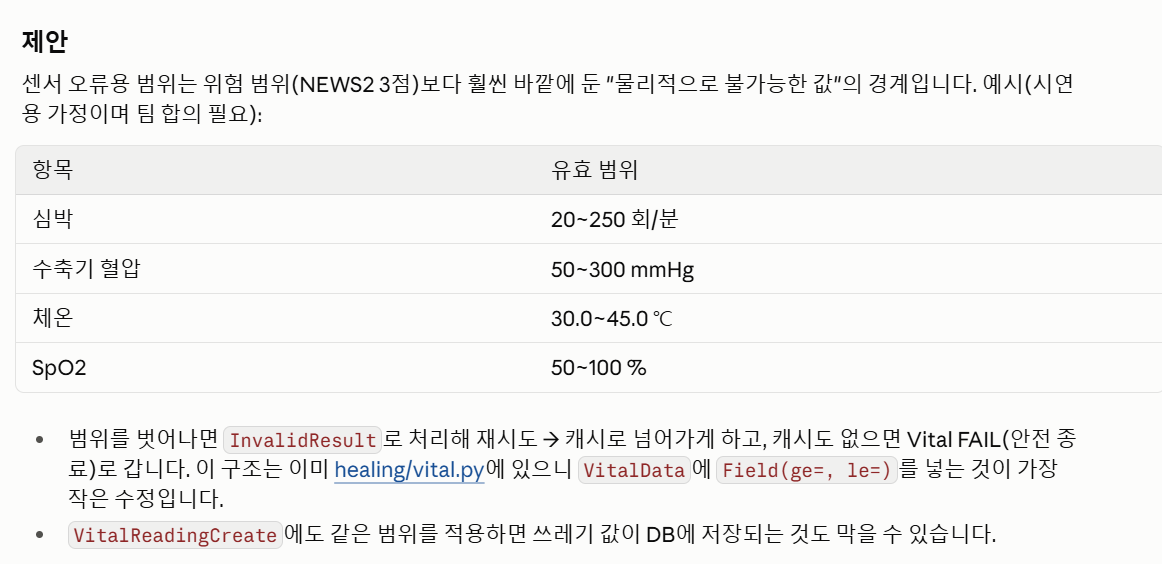 제안
센서 오류용 범위는 위험 범위(NEWS2 3점)보다 훨씬 바깥에 둔 "물리적으로 불가능한 값"의 경계입니다. 예시(시연
용 가정이며 팀 합의 필요):
항목 유효 범위
심박 20~250 회/분
수축기 혈압 50~300 mmHg
체온 30.0~45.0 ℃
SpO2 50~100 %
• 범위를 벗어나면 InvalidResult로 처리해 재시도 → 캐시로 넘어가게 하고, 캐시도 없으면 Vital FAIL(안전 종
료)로 갑니다. 이 구조는 이미 healing/vital.py에 있으니 VitalData에 Field(ge=, le=)를 넣는 것이 가장
작은 수정입니다.
• VitalReadingCreate에도 같은 범위를 적용하면 쓰레기 값이 DB에 저장되는 것도 막을 수 있습니다.